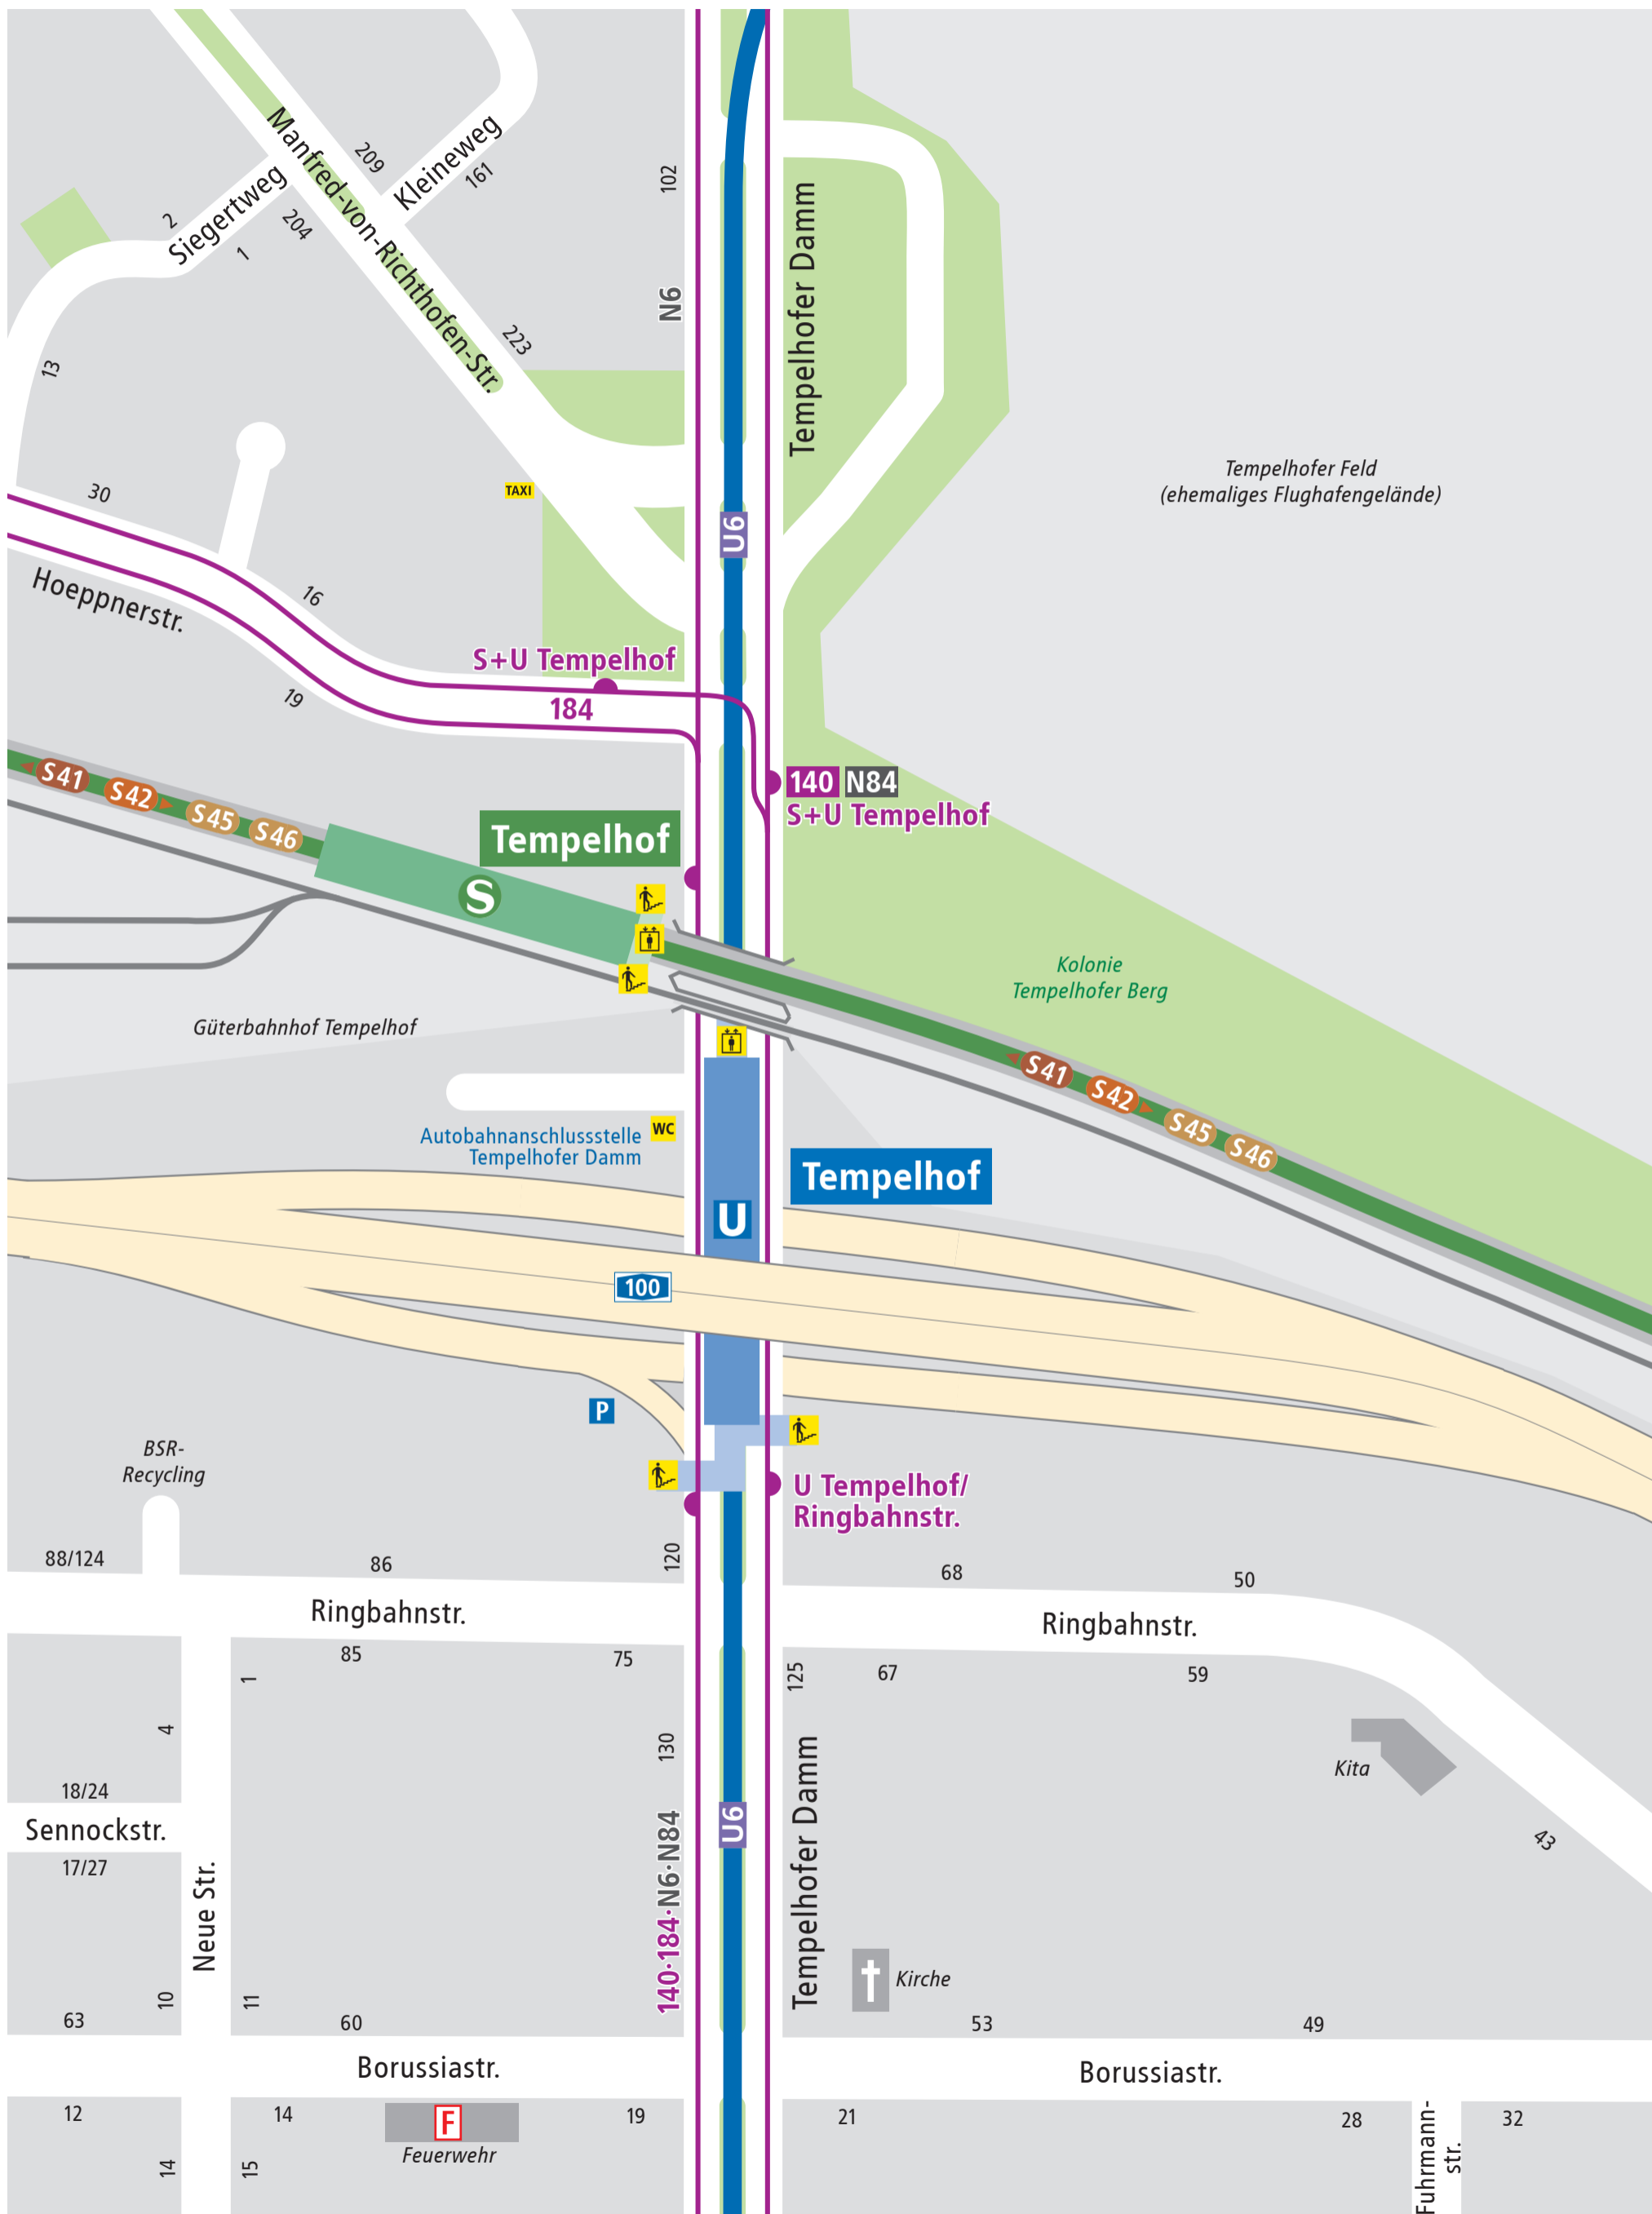 Manfred-von-Richthofen-Str.
209
Kleineweg
161
102
Siegertweg
2
1
204
N6
Tempelhofer Damm
223
13
Tempelhofer Feld
(ehemaliges Flughafengelände)
TAXI
30
U6
Hoeppnerstr.
16
19
S+U Tempelhof
184
S41
S42
S45
S46
140 N84
S+U Tempelhof
Tempelhof
S
Kolonie
Tempelhofer Berg
Güterbahnhof Tempelhof
S41
S42
S45
S46
Autobahnanschlussstelle
Tempelhofer Damm
WC
Tempelhof
U
100
P
BSR-
Recycling
U Tempelhof/
Ringbahnstr.
88/124
86
120
68
50
Ringbahnstr.
Ringbahnstr.
85
75
1
125
67
59
4
130
Kita
18/24
Sennockstr.
17/27
43
Neue Str.
140·184·N6·N84
U6
Tempelhofer Damm
Kirche
10
11
63
60
53
49
Borussiastr.
Borussiastr.
12
14
F
Feuerwehr
19
21
28
32
14
15
Fuhrmann-
str.